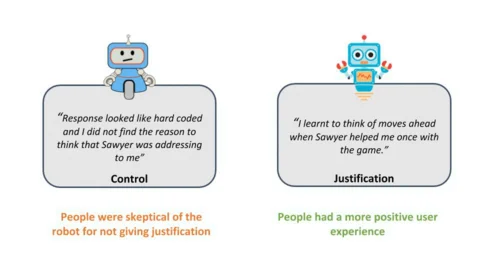 "Response looked like hard coded
and I did not find the reason to
think that Sawyer was addressing
to me"
Control
People were skeptical of the
robot for not giving justification
"I learnt to think of moves ahead
when Sawyer helped me once with
the game."
Justification
People had a more positive user
experience